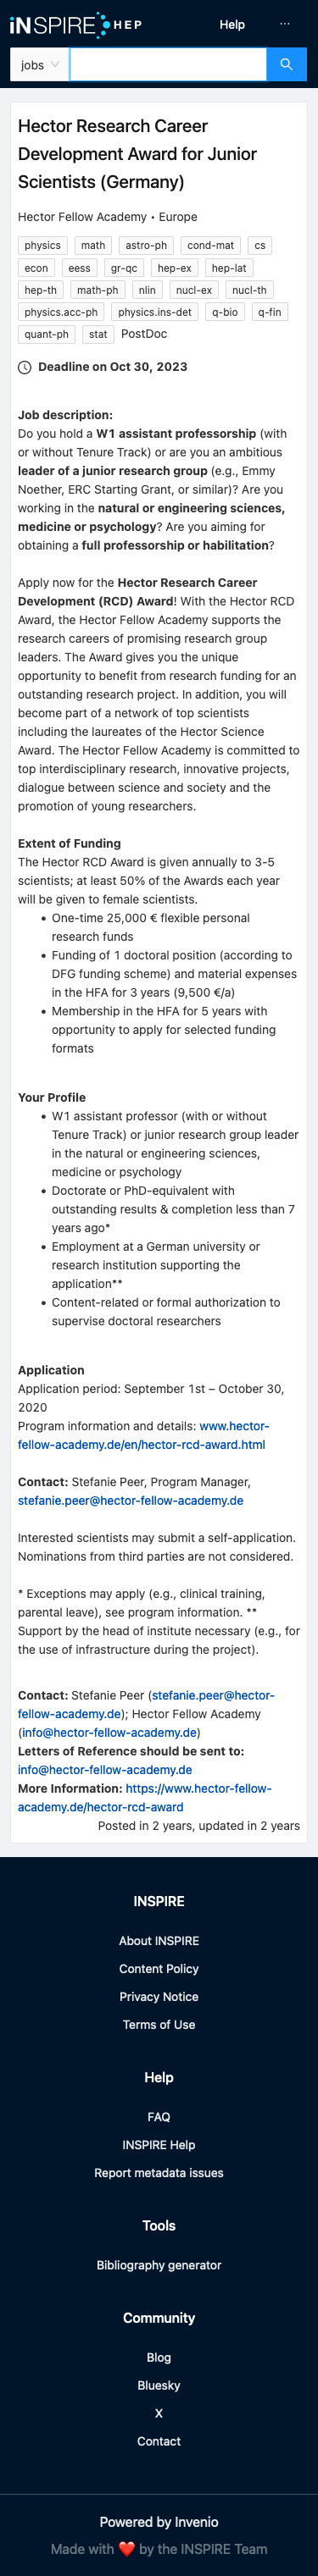 iNSPIRE HEP
Help
···
jobs
Hector Research Career
Development Award for Junior
Scientists (Germany)
Hector Fellow Academy • Europe
physics math astro-ph cond-mat cs
econ eess gr-qc hep-ex hep-lat
hep-th math-ph nlin nucl-ex nucl-th
physics.acc-ph physics.ins-det q-bio q-fin
quant-ph stat PostDoc
Deadline on Oct 30, 2023
Job description:
Do you hold a W1 assistant professorship (with
or without Tenure Track) or are you an ambitious
leader of a junior research group (e.g., Emmy
Noether, ERC Starting Grant, or similar)? Are you
working in the natural or engineering sciences,
medicine or psychology? Are you aiming for
obtaining a full professorship or habilitation?
Apply now for the Hector Research Career
Development (RCD) Award! With the Hector RCD
Award, the Hector Fellow Academy supports the
research careers of promising research group
leaders. The Award gives you the unique
opportunity to benefit from research funding for an
outstanding research project. In addition, you will
become part of a network of top scientists
including the laureates of the Hector Science
Award. The Hector Fellow Academy is committed to
top interdisciplinary research, innovative projects,
dialogue between science and society and the
promotion of young researchers.
Extent of Funding
The Hector RCD Award is given annually to 3-5
scientists; at least 50% of the Awards each year
will be given to female scientists.
• One-time 25,000 € flexible personal
research funds
• Funding of 1 doctoral position (according to
DFG funding scheme) and material expenses
in the HFA for 3 years (9,500 €/a)
• Membership in the HFA for 5 years with
opportunity to apply for selected funding
formats
Your Profile
• W1 assistant professor (with or without
Tenure Track) or junior research group leader
in the natural or engineering sciences,
medicine or psychology
• Doctorate or PhD-equivalent with
outstanding results & completion less than 7
years ago*
• Employment at a German university or
research institution supporting the
application**
• Content-related or formal authorization to
supervise doctoral researchers
Application
Application period: September 1st – October 30,
2020
Program information and details: www.hector-
fellow-academy.de/en/hector-rcd-award.html
Contact: Stefanie Peer, Program Manager,
stefanie.peer@hector-fellow-academy.de
Interested scientists may submit a self-application.
Nominations from third parties are not considered.
* Exceptions may apply (e.g., clinical training,
parental leave), see program information. **
Support by the head of institute necessary (e.g., for
the use of infrastructure during the project).
Contact: Stefanie Peer (stefanie.peer@hector-
fellow-academy.de); Hector Fellow Academy
(info@hector-fellow-academy.de)
Letters of Reference should be sent to:
info@hector-fellow-academy.de
More Information: https://www.hector-fellow-
academy.de/hector-rcd-award
Posted in 2 years, updated in 2 years
INSPIRE
About INSPIRE
Content Policy
Privacy Notice
Terms of Use
Help
FAQ
INSPIRE Help
Report metadata issues
Tools
Bibliography generator
Community
Blog
Bluesky
X
Contact
Powered by Invenio
Made with ❤️ by the INSPIRE Team